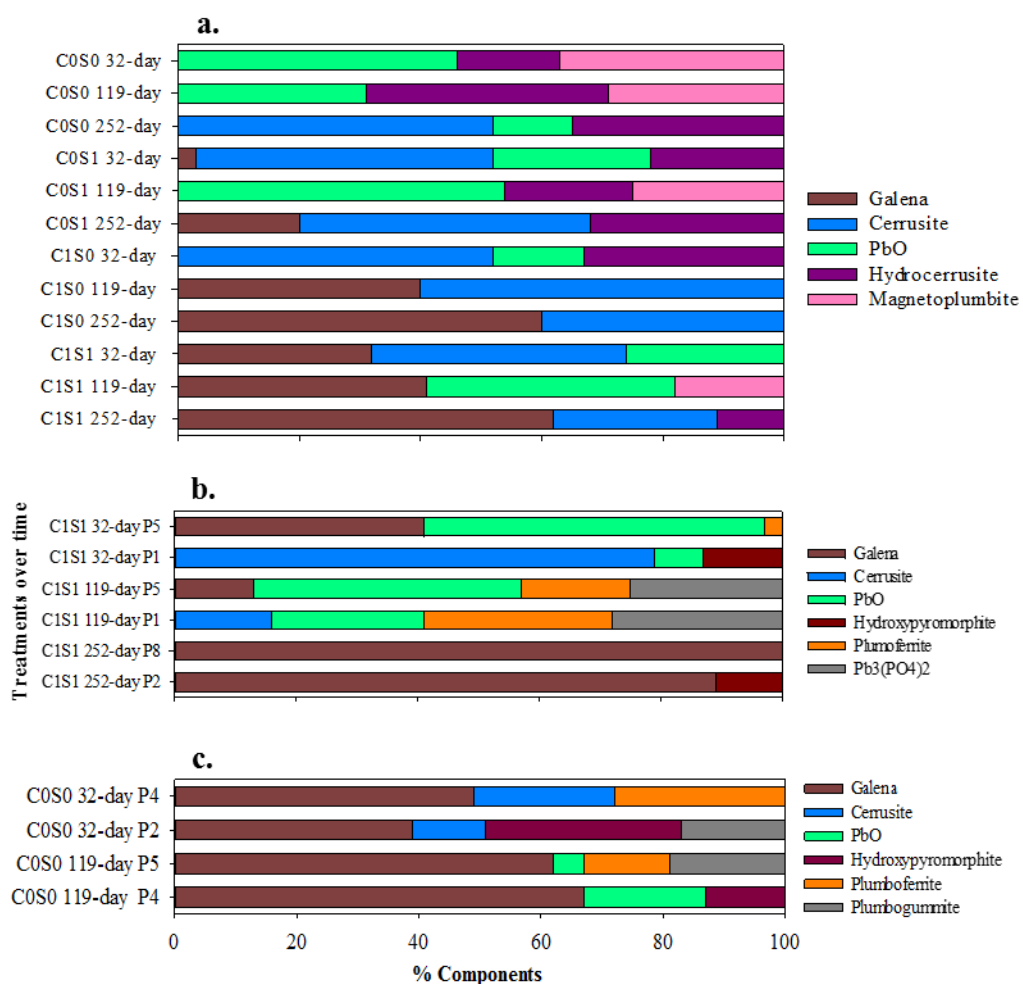 a.
C0S0 32-day
C0S0 119-day
C0S0 252-day
C0S1 32-day
C0S1 119-day
C0S1 252-day
C1S0 32-day
C1S0 119-day
C1S0 252-day
C1S1 32-day
C1S1 119-day
C1S1 252-day
Galena
Cerrusite
PbO
Hydrocerrusite
Magnetoplumbite
Treatments over time
b.
C1S1 32-day P5
C1S1 32-day P1
C1S1 119-day P5
C1S1 119-day P1
C1S1 252-day P8
C1S1 252-day P2
Galena
Cerrusite
PbO
Hydroxypyromorphite
Plumoferrite
Pb3(PO4)2
c.
C0S0 32-day P4
C0S0 32-day P2
C0S0 119-day P5
C0S0 119-day P4
Galena
Cerrusite
PbO
Hydroxypyromorphite
Plumboferrite
Plumbogummite
0 20 40 60 80 100
% Components